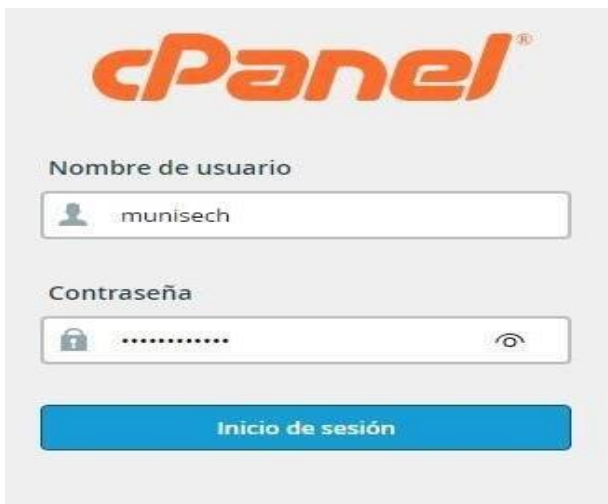 cPanel®
Nombre de usuario
munisech
Contraseña
••••••••••••
Inicio de sesión